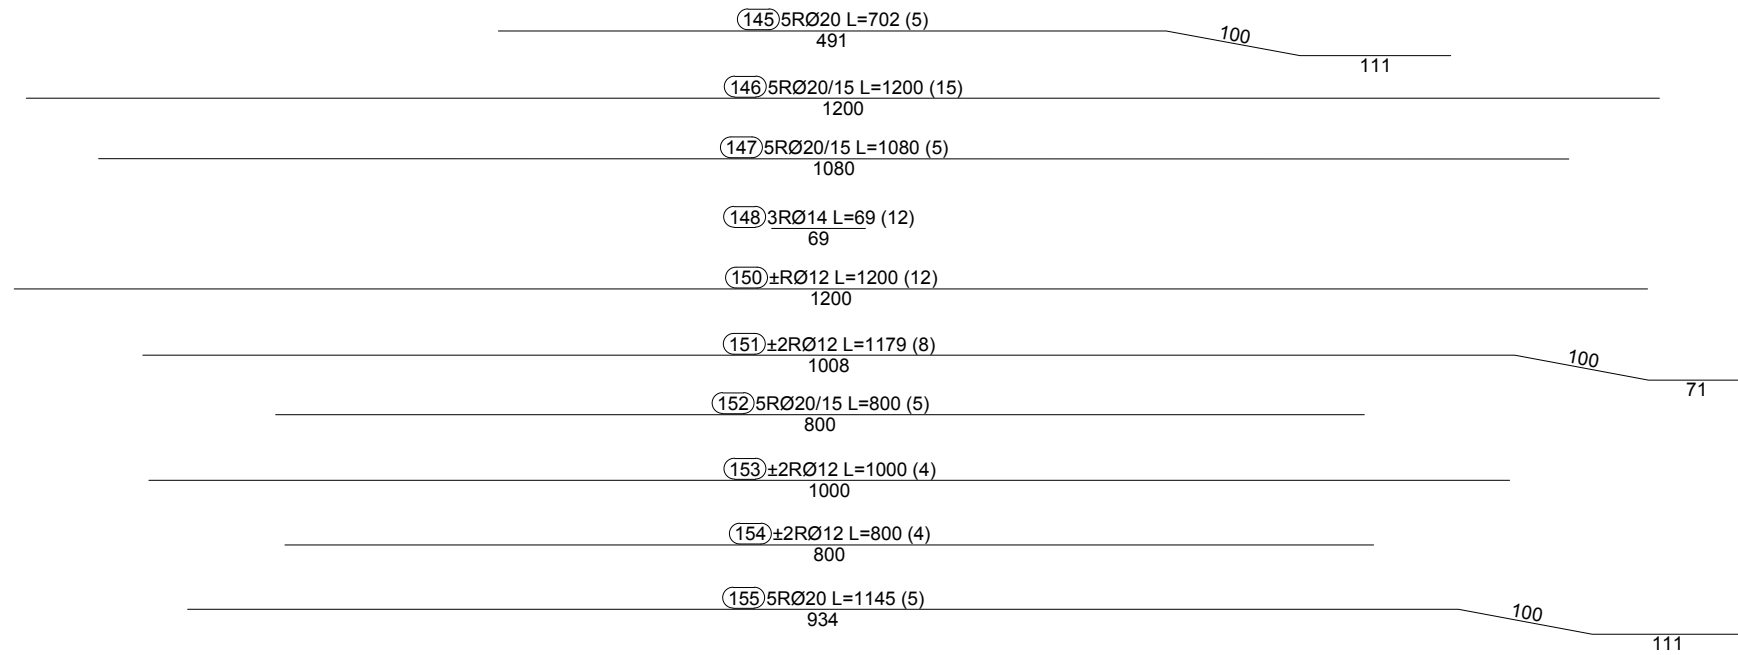 145 5RØ20 L=702 (5)
491
100
111
146 5RØ20/15 L=1200 (15)
1200
147 5RØ20/15 L=1080 (5)
1080
148 3RØ14 L=69 (12)
69
150 ±RØ12 L=1200 (12)
1200
151 ±2RØ12 L=1179 (8)
1008
100
71
152 5RØ20/15 L=800 (5)
800
153 ±2RØ12 L=1000 (4)
1000
154 ±2RØ12 L=800 (4)
800
155 5RØ20 L=1145 (5)
934
100
111